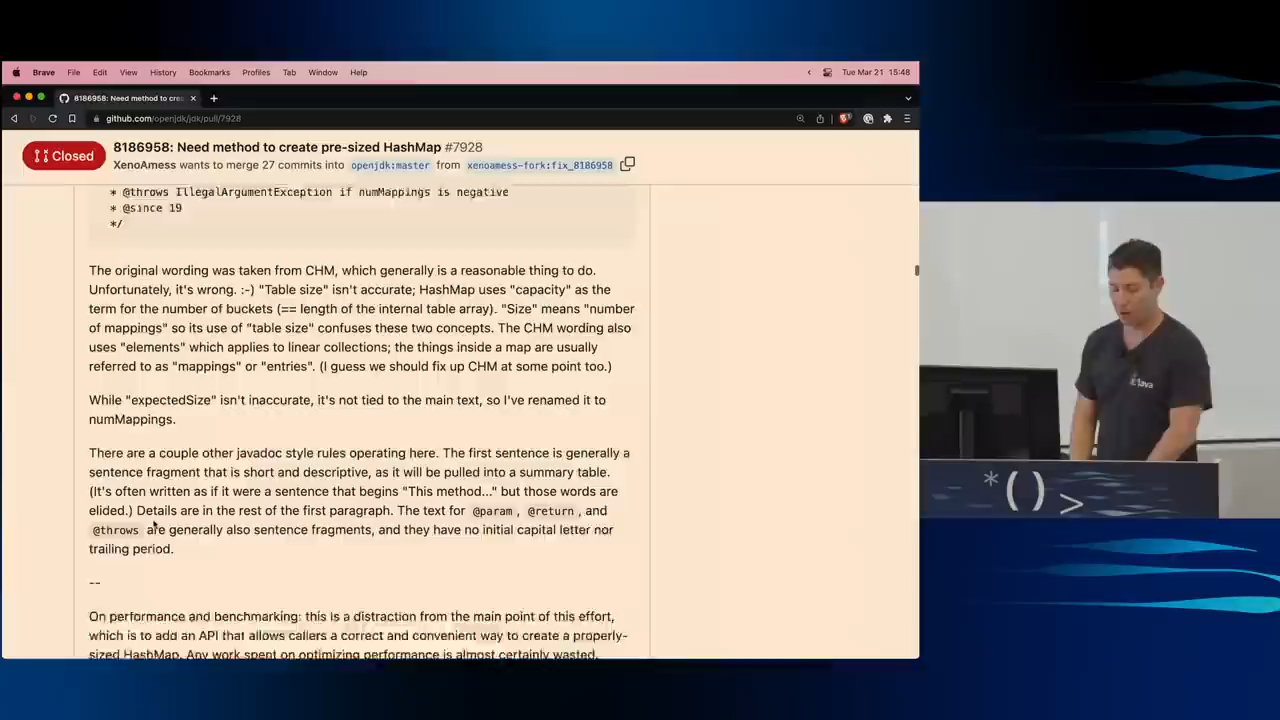 Brave File Edit View History Bookmarks Profiles Tab Window Help Tue Mar 21 15:48
8186958: Need method to cre
github.com/openjdk/jdk/pull/7928
Closed
8186958: Need method to create pre-sized HashMap #7928
XenoAmess wants to merge 27 commits into openjdk:master from xenoamess-fork:fix_8186958
* @throws IllegalArgumentException if numMappings is negative
* @since 19
*/
The original wording was taken from CHM, which generally is a reasonable thing to do.
Unfortunately, it's wrong. :-) "Table size" isn't accurate; HashMap uses "capacity" as the
term for the number of buckets (== length of the internal table array). "Size" means "number
of mappings" so its use of "table size" confuses these two concepts. The CHM wording also
uses "elements" which applies to linear collections; the things inside a map are usually
referred to as "mappings" or "entries". (I guess we should fix up CHM at some point too.)
While "expectedSize" isn't inaccurate, it's not tied to the main text, so I've renamed it to
numMappings.
There are a couple other javadoc style rules operating here. The first sentence is generally a
sentence fragment that is short and descriptive, as it will be pulled into a summary table.
(It's often written as if it were a sentence that begins "This method..." but those words are
elided.) Details are in the rest of the first paragraph. The text for @param, @return, and
@throws are generally also sentence fragments, and they have no initial capital letter nor
trailing period.
--
On performance and benchmarking: this is a distraction from the main point of this effort,
which is to add an API that allows callers a correct and convenient way to create a properly-
sized HashMap. Any work spent on optimizing performance is almost certainly wasted.
*()>